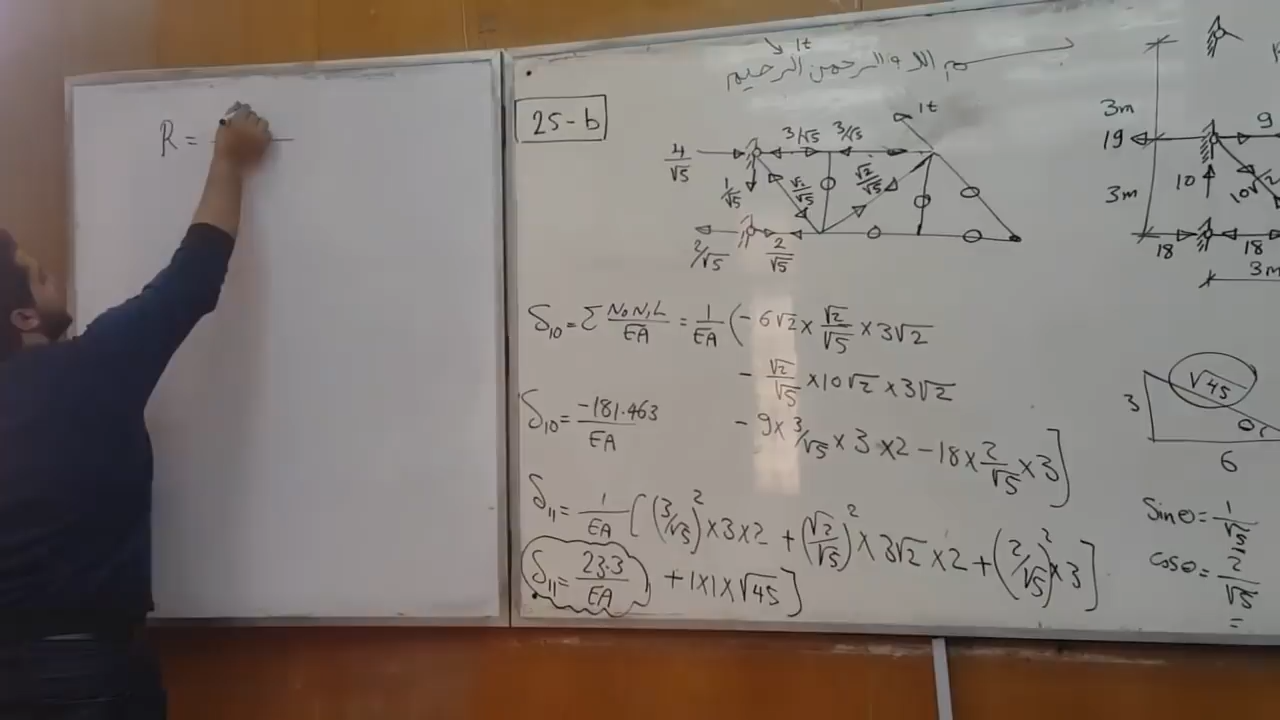 R =
1t
بسم الله الرحمن الرحيم
25-b
1t
4/√5
3/√5
3/√5
1/√5
√2/√5
√2/√5
2/√5
2/√5
δ₁₀ = Σ N₀N₁L/EA = 1/EA (- 6√2 × √2/√5 × 3√2
- √2/√5 × 10√2 × 3√2
- 9 × 3/√5 × 3 × 2 - 18 × 2/√5 × 3]
δ₁₀ = -181.463/EA
δ₁₁ = 1/EA [(3/√5)² × 3 × 2 + (√2/√5)² × 3√2 × 2 + (2/√5)² × 3]
+ 1 × 1 × √45]
δ₁₁ = 23.3/EA
3m
19
9
3m
10
10√2
18
18
3m
√45
3
6
Sinθ = 1/√5
cosθ = 2/√5
=